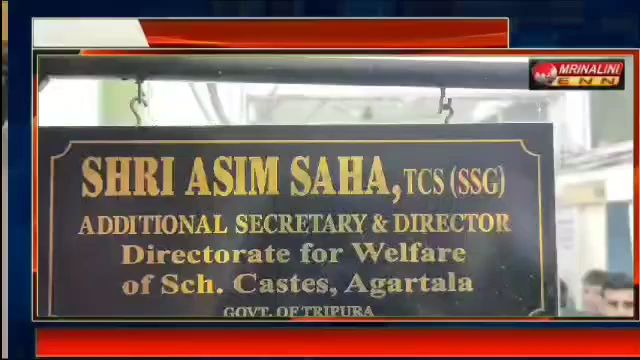 MRINALINI
ENN
SHRI ASIM SAHA, TCS (SSG)
ADDITIONAL SECRETARY & DIRECTOR
Directorate for Welfare
of Sch. Castes, Agartala
GOVT. OF TRIPURA